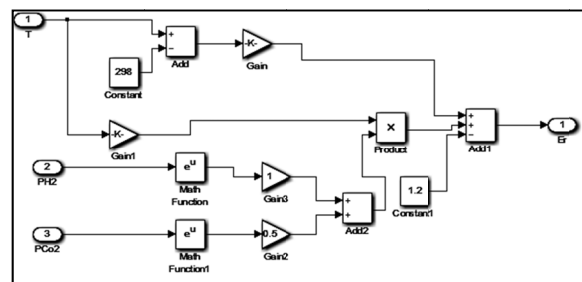 1
T
+
−
Add
-K-
Gain
298
Constant
-K-
Gain1
×
Product
+
+
−
Add1
1
Er
2
PH2
e^u
Math
Function
1
Gain3
+
+
Add2
1.2
Constant1
3
PCo2
e^u
Math
Function1
0.5
Gain2